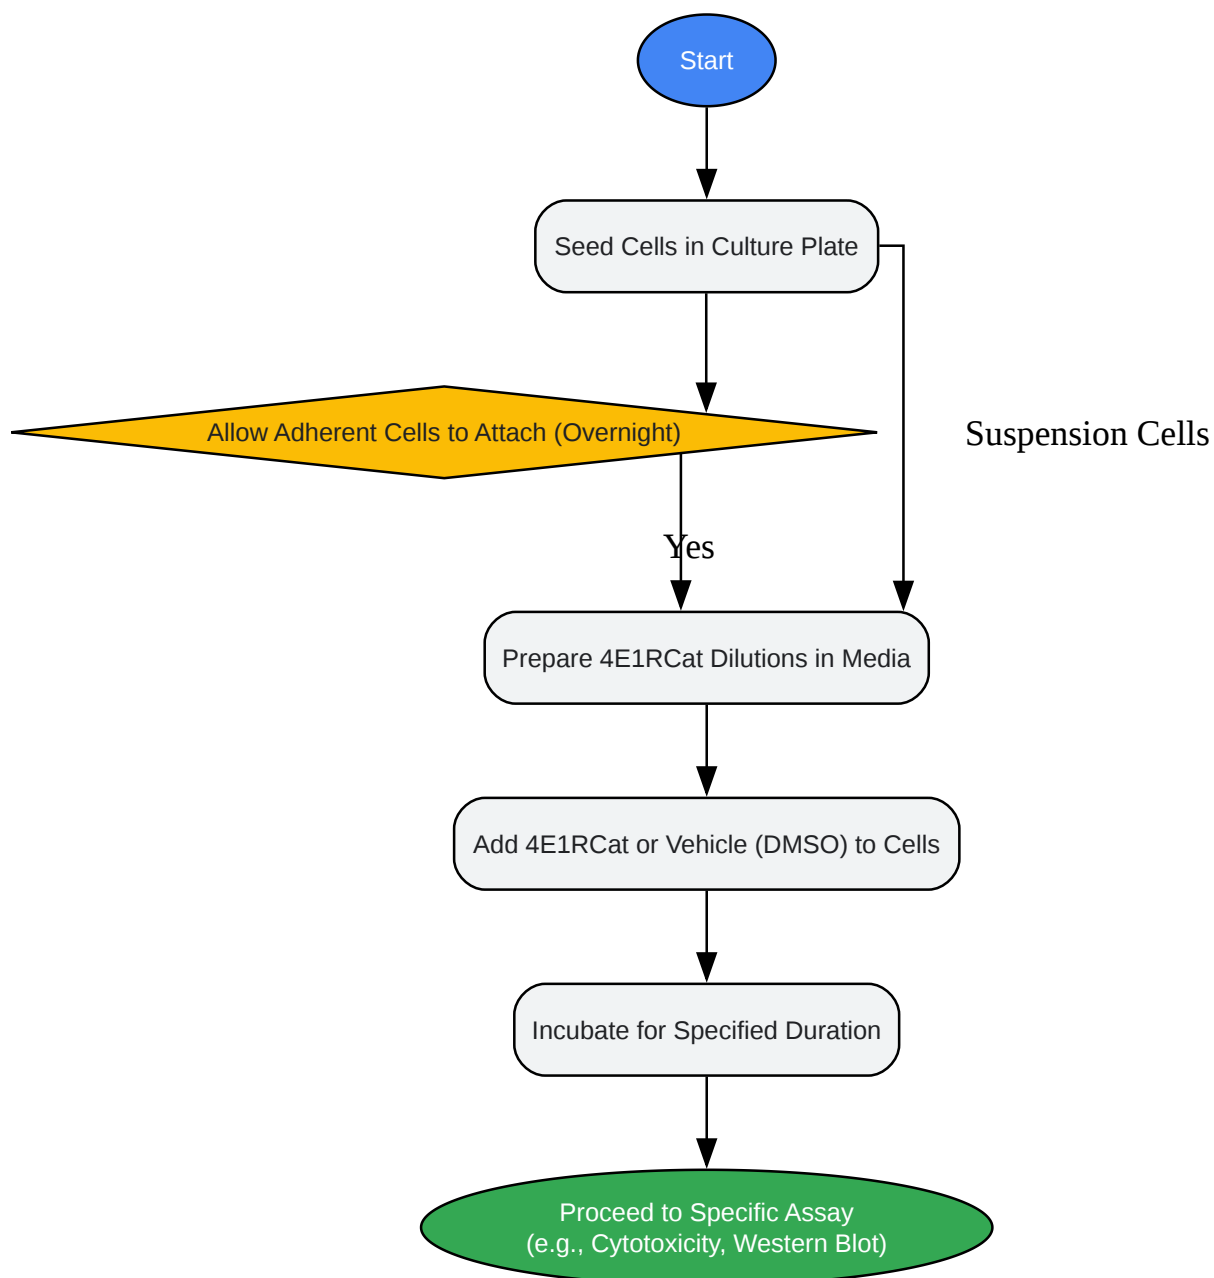 Start
Seed Cells in Culture Plate
Allow Adherent Cells to Attach (Overnight)
Suspension Cells
Yes
Prepare 4E1RCat Dilutions in Media
Add 4E1RCat or Vehicle (DMSO) to Cells
Incubate for Specified Duration
Proceed to Specific Assay
(e.g., Cytotoxicity, Western Blot)